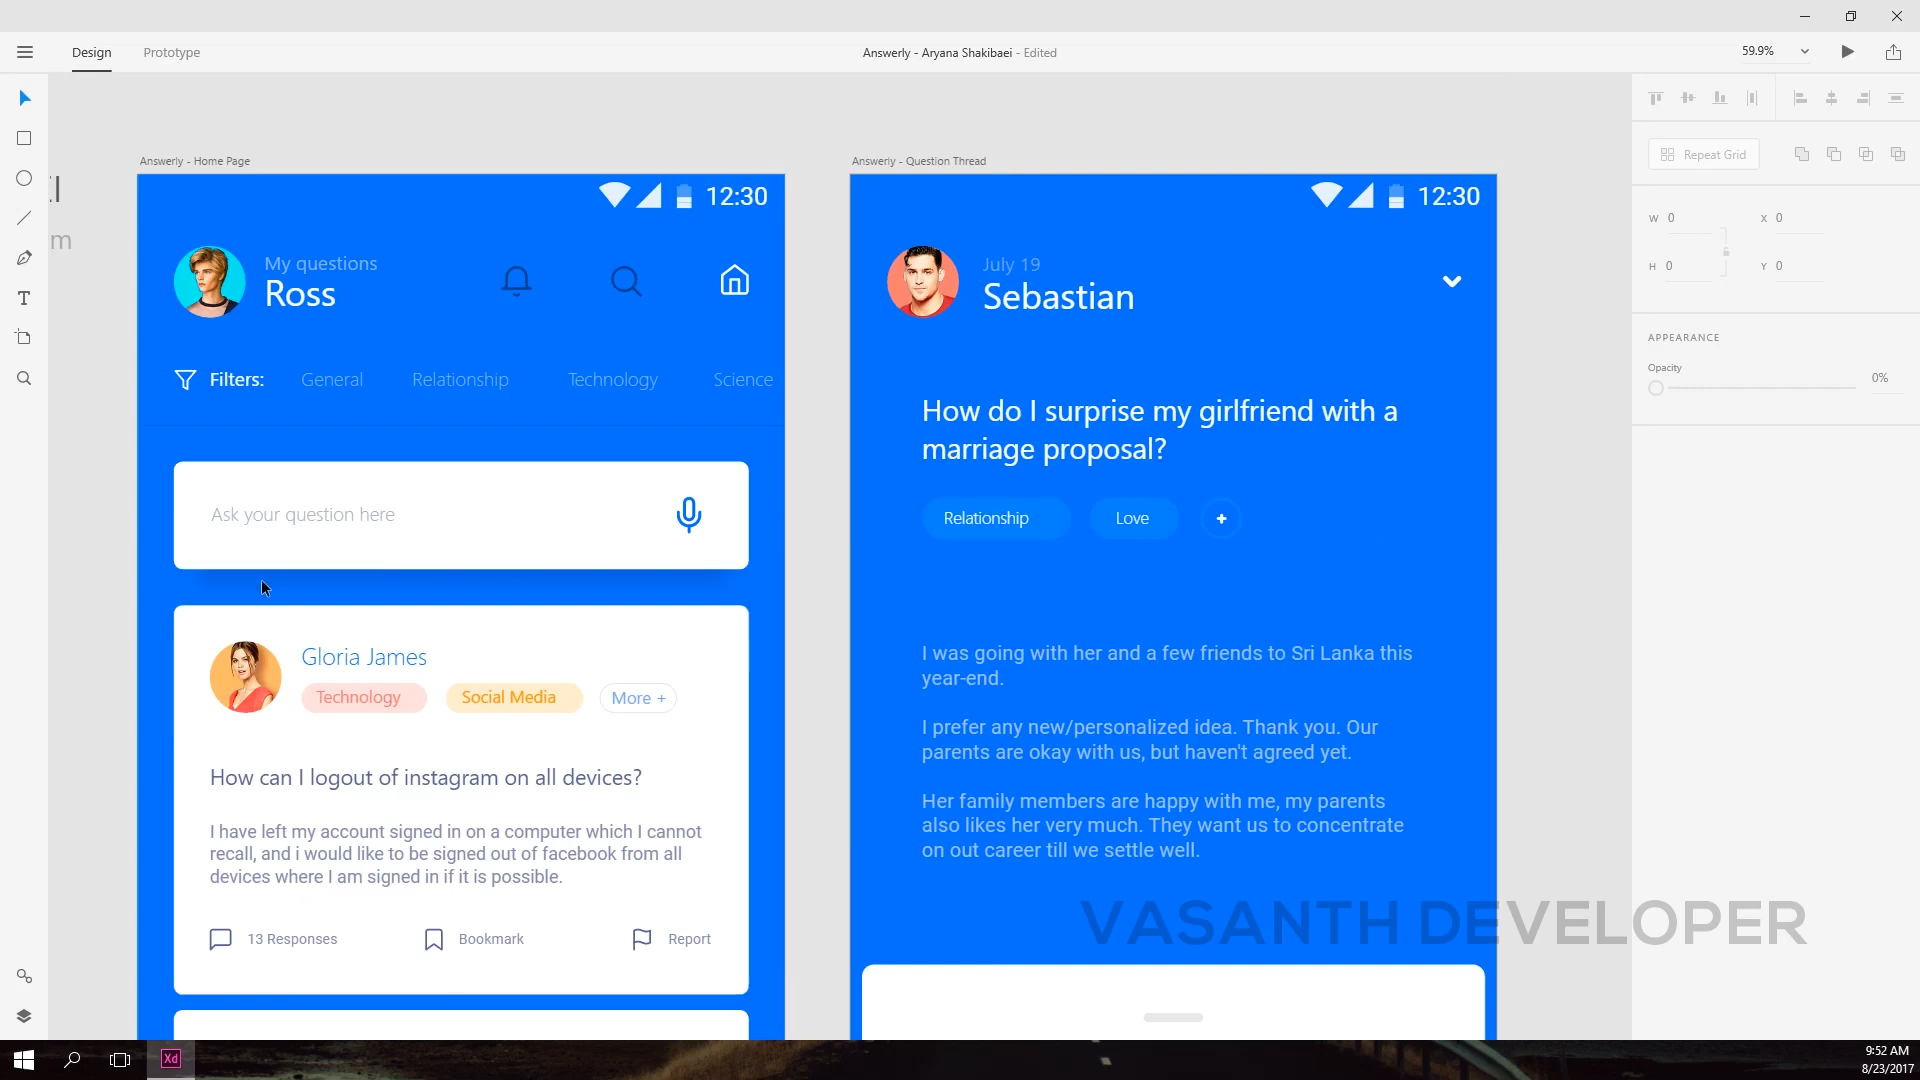 Design
Prototype
Answerly - Aryana Shakibaei - Edited
59.9%
Answerly - Home Page
12:30
My questions
Ross
Filters:
General
Relationship
Technology
Science
Ask your question here
Gloria James
Technology
Social Media
More +
How can I logout of instagram on all devices?
I have left my account signed in on a computer which I cannot
recall, and i would like to be signed out of facebook from all
devices where I am signed in if it is possible.
13 Responses
Bookmark
Report
Answerly - Question Thread
12:30
July 19
Sebastian
How do I surprise my girlfriend with a
marriage proposal?
Relationship
Love
+
I was going with her and a few friends to Sri Lanka this
year-end.
I prefer any new/personalized idea. Thank you. Our
parents are okay with us, but haven't agreed yet.
Her family members are happy with me, my parents
also likes her very much. They want us to concentrate
on out career till we settle well.
VASANTH DEVELOPER
Repeat Grid
W 0
X 0
H 0
Y 0
APPEARANCE
Opacity
0%
Xd
9:52 AM
8/23/2017